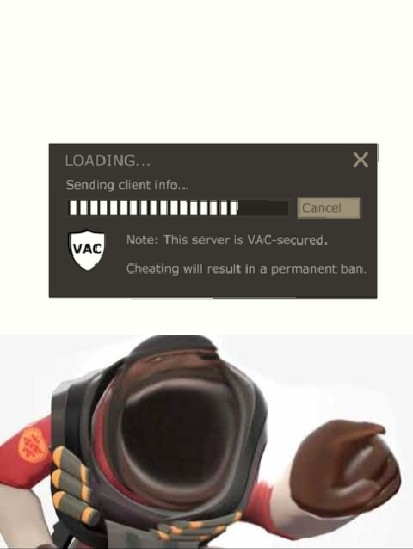 LOADING...
Sending client info...
Cancel
VAC
Note: This server is VAC-secured.
Cheating will result in a permanent ban.